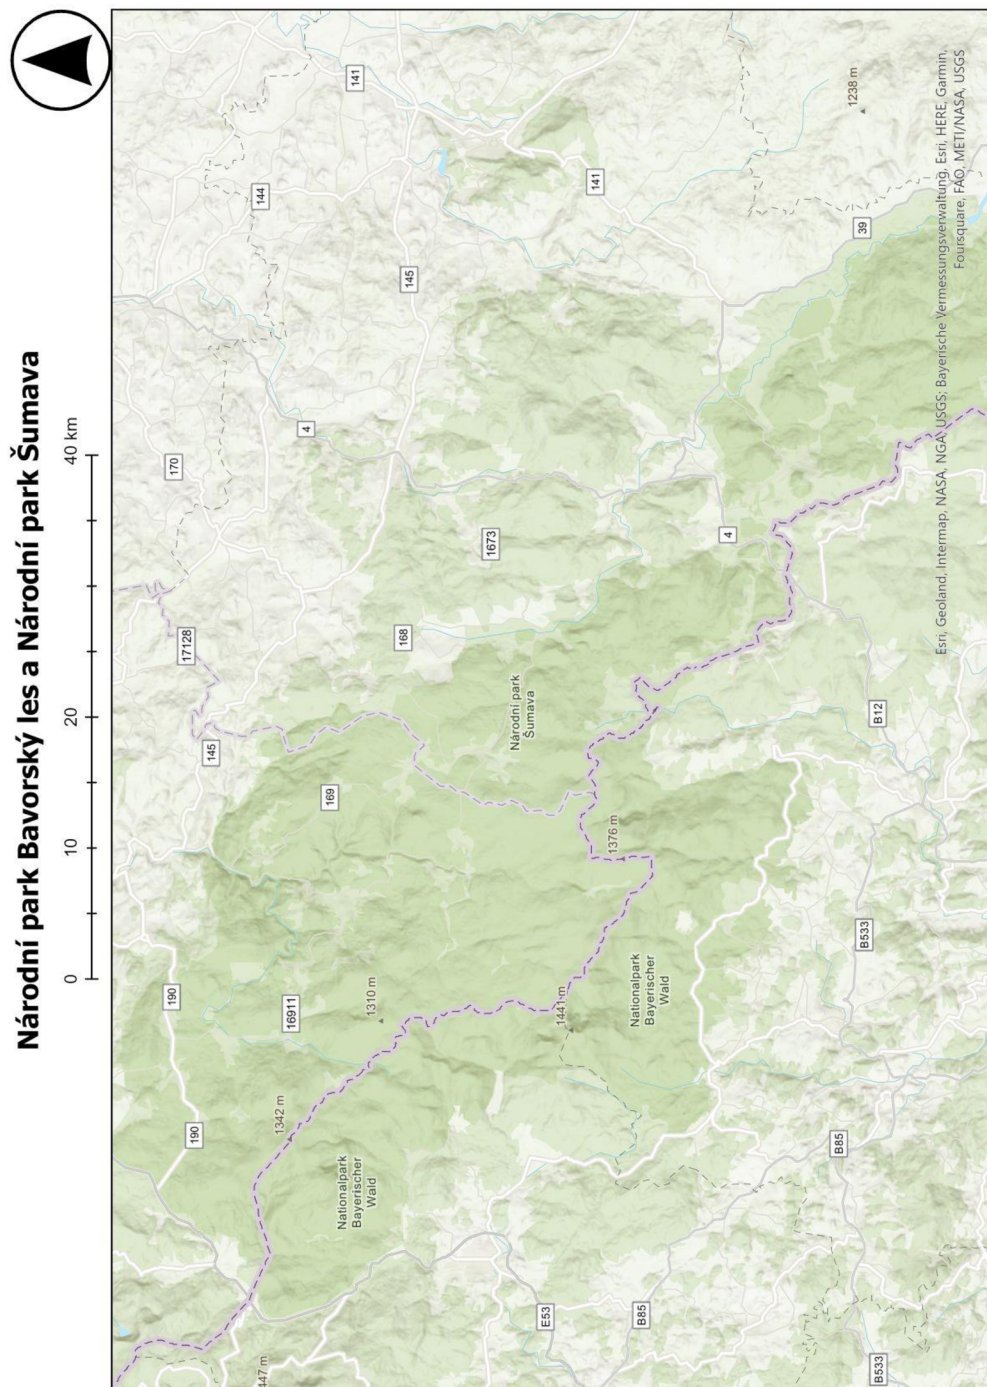 Národní park Bavorský les a Národní park Šumava
0 10 20 40 km
190 17128 170
190 145
144
447 m
1342 m 16911 4
169 141
Nationalpark
Bayerischer
Wald
1310 m 168 145
1673
Národní park
Šumava
E53 1441 m 141
1376 m
B85
Nationalpark
Bayerischer
Wald
4
B85 B533 39 1238 m
B533 B12
Esri, Geoland, Intermap, NASA, NGA, USGS; Bayerische Vermessungsverwaltung, Esri, HERE, Garmin,
Foursquare, FAO, METI/NASA, USGS